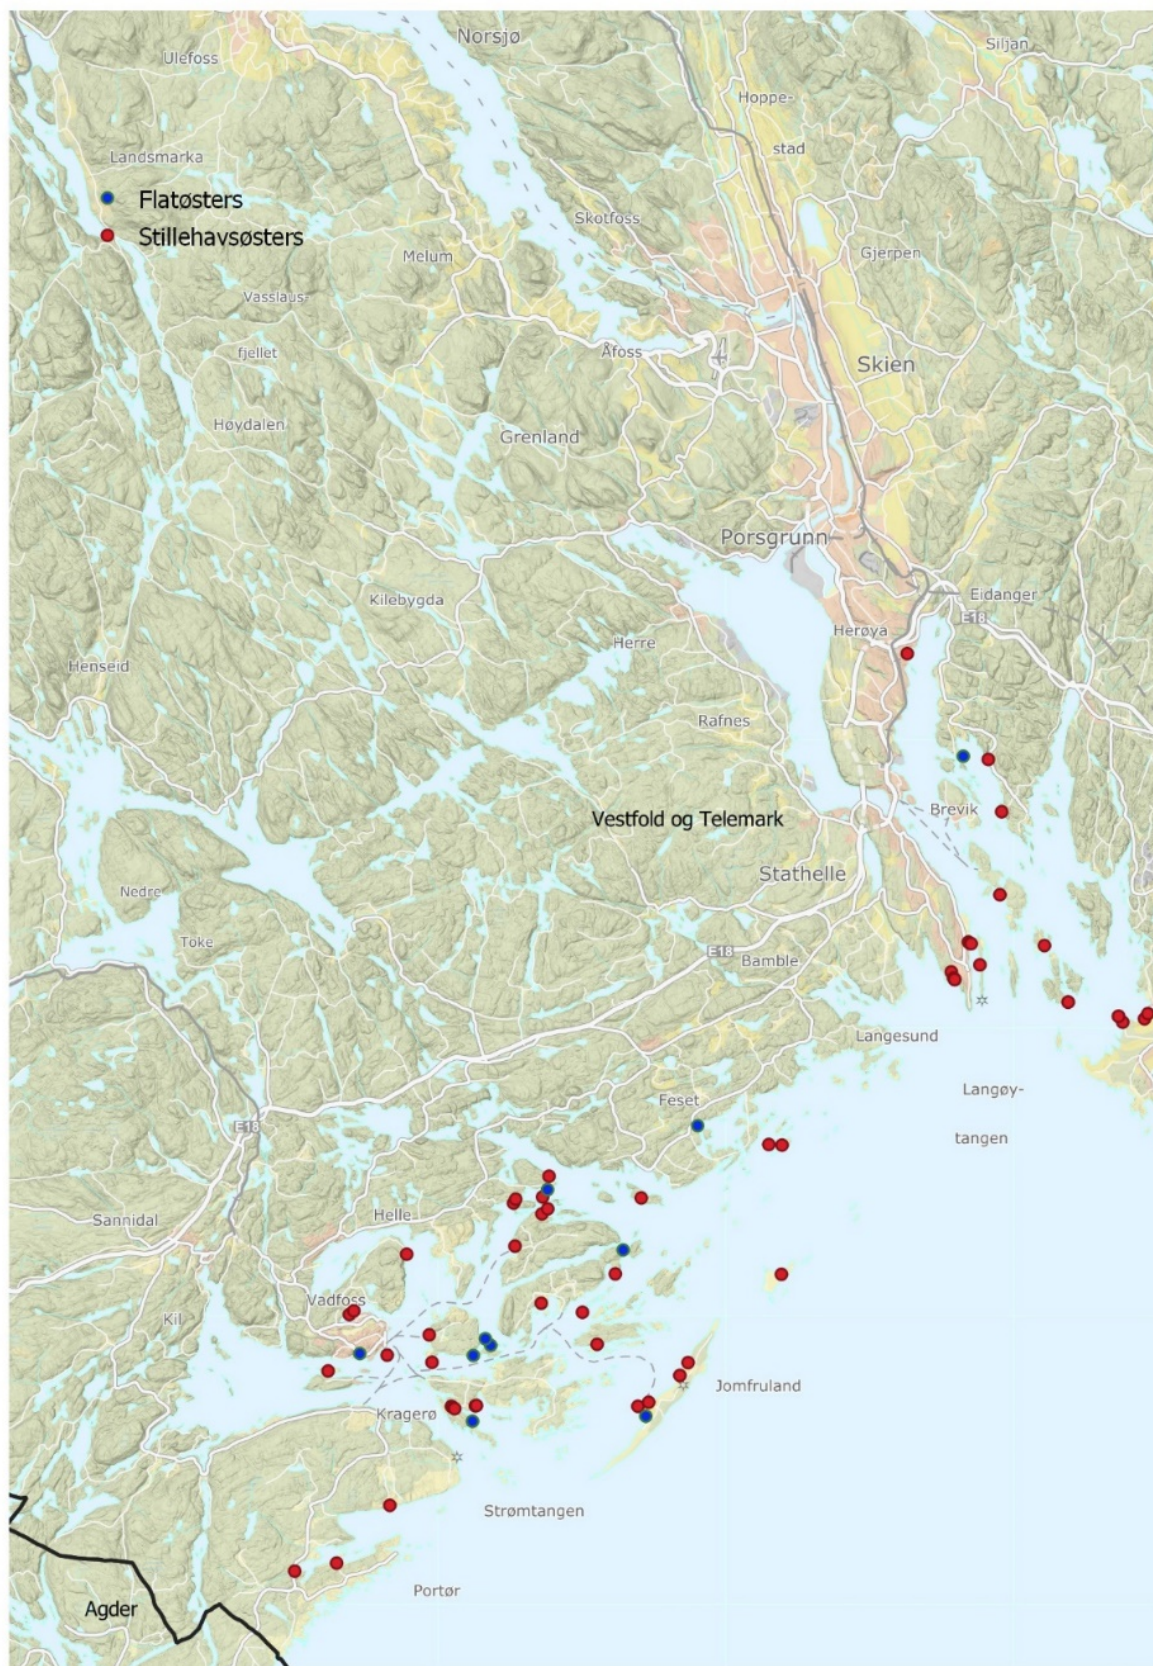 Norsjø
Siljan
Ulefoss
Hoppe-
stad
Landsmarka
Flatøsters
Skotfoss
Stillehavsøsters
Gjerpen
Melum
Vasslaus-
fjellet
Åfoss
Skien
Høydalen
Grenland
Porsgrunn
Eidanger
Kilebygda
E18
Herøya
Herre
Henseid
Rafnes
Brevik
Vestfold og Telemark
Stathelle
Nedre
Toke
E18
Bamble
Langesund
Langøy-
tangen
Feset
E18
Helle
Sannidal
Vadfoss
Kil
Jomfruland
Kragerø
Strømtangen
Portør
Agder